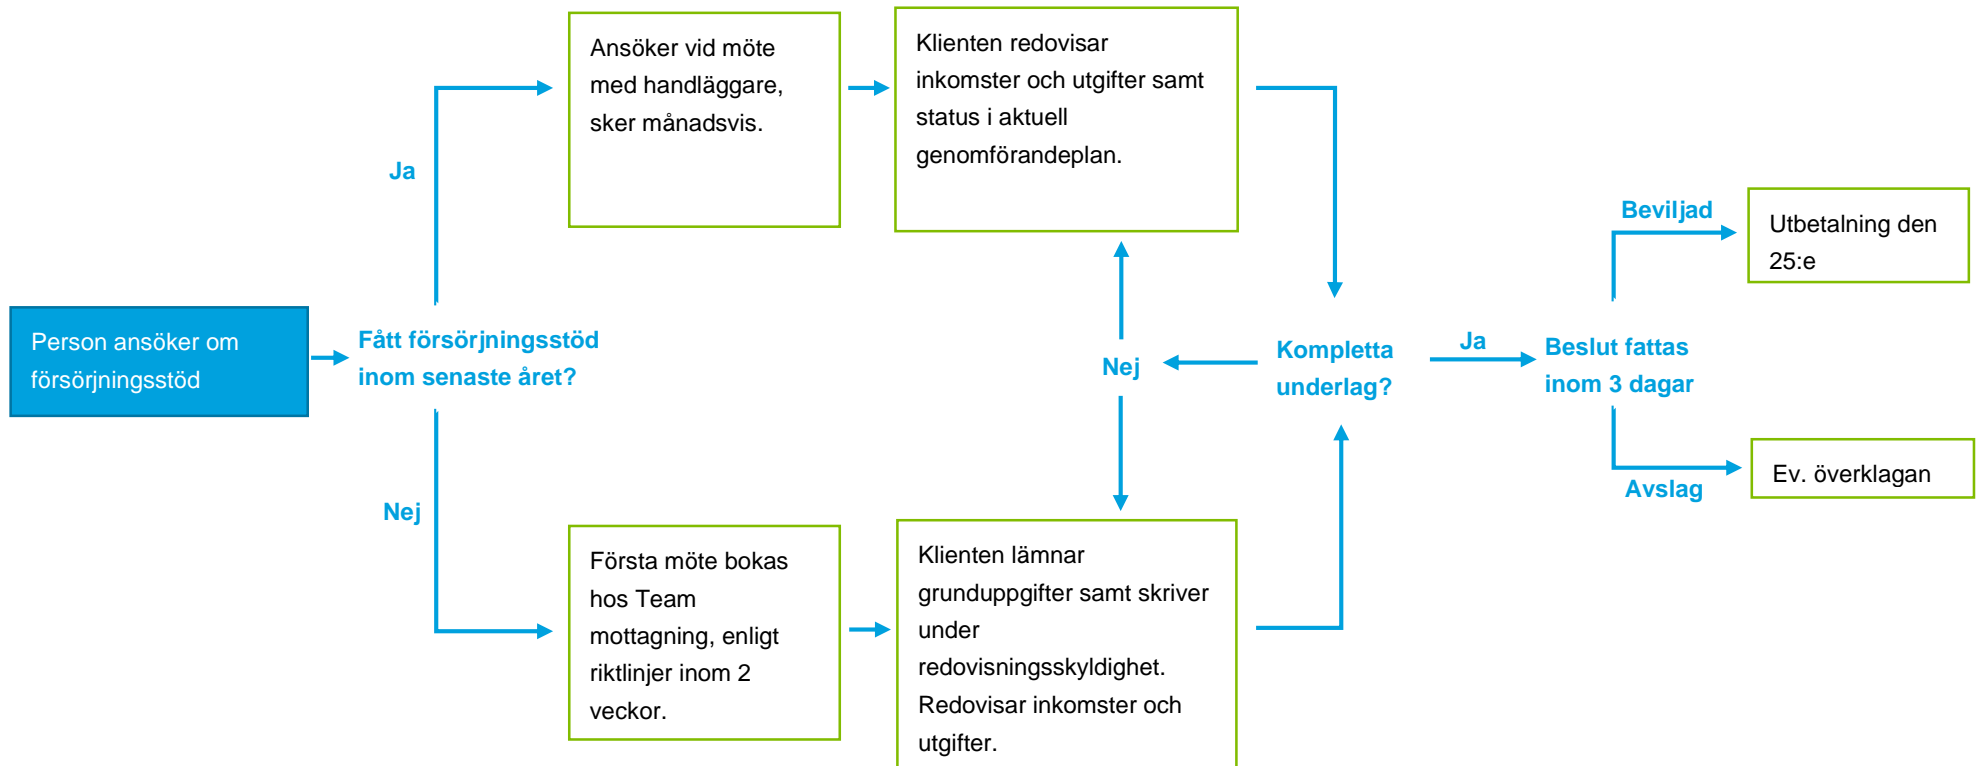 Person ansöker om
försörjningsstöd
Fått försörjningsstöd
inom senaste året?
Ja
Ansöker vid möte
med handläggare,
sker månadsvis.
Klienten redovisar
inkomster och utgifter samt
status i aktuell
genomförandeplan.
Nej
Första möte bokas
hos Team
mottagning, enligt
riktlinjer inom 2
veckor.
Klienten lämnar
grunduppgifter samt skriver
under
redovisningsskyldighet.
Redovisar inkomster och
utgifter.
Kompletta
underlag?
Nej
Ja
Beslut fattas
inom 3 dagar
Beviljad
Utbetalning den
25:e
Avslag
Ev. överklagan